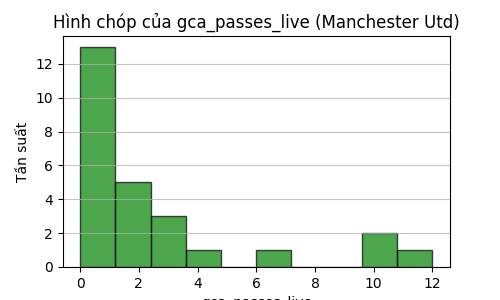 Hình chóp của gca_passes_live (Manchester Utd)
Tần suất
12
10
8
6
4
2
0
0 2 4 6 8 10 12
gca_passes_live